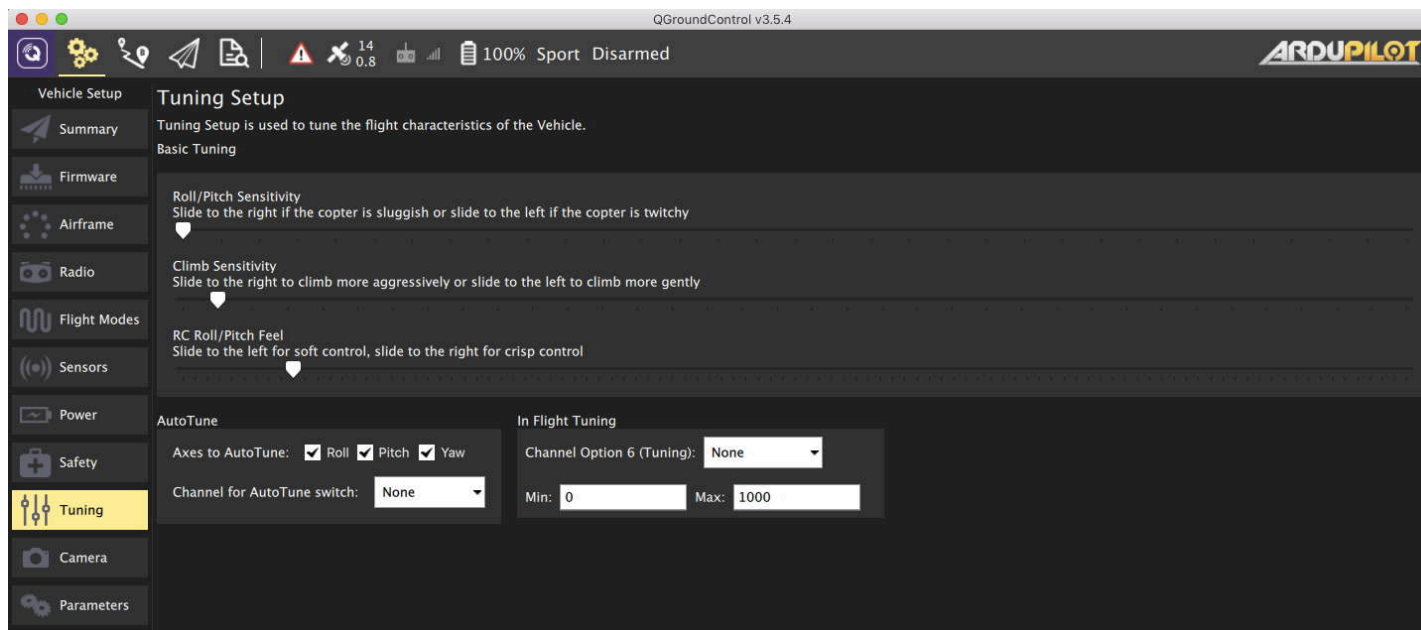 QGroundControl v3.5.4
14
0.8
100% Sport Disarmed
ARDUPILOT
Vehicle Setup
Summary
Firmware
Airframe
Radio
Flight Modes
Sensors
Power
Safety
Tuning
Camera
Parameters
Tuning Setup
Tuning Setup is used to tune the flight characteristics of the Vehicle.
Basic Tuning
Roll/Pitch Sensitivity
Slide to the right if the copter is sluggish or slide to the left if the copter is twitchy
Climb Sensitivity
Slide to the right to climb more aggressively or slide to the left to climb more gently
RC Roll/Pitch Feel
Slide to the left for soft control, slide to the right for crisp control
AutoTune
Axes to AutoTune: Roll Pitch Yaw
Channel for AutoTune switch: None
In Flight Tuning
Channel Option 6 (Tuning): None
Min: 0 Max: 1000